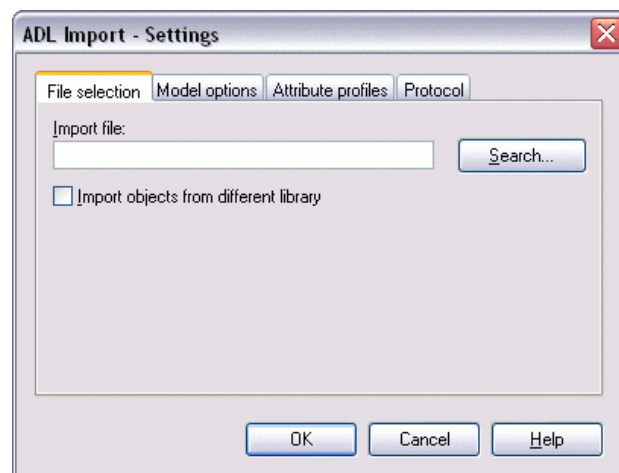 ADL Import - Settings
File selection
Model options
Attribute profiles
Protocol
Import file:
Search...
Import objects from different library
OK
Cancel
Help